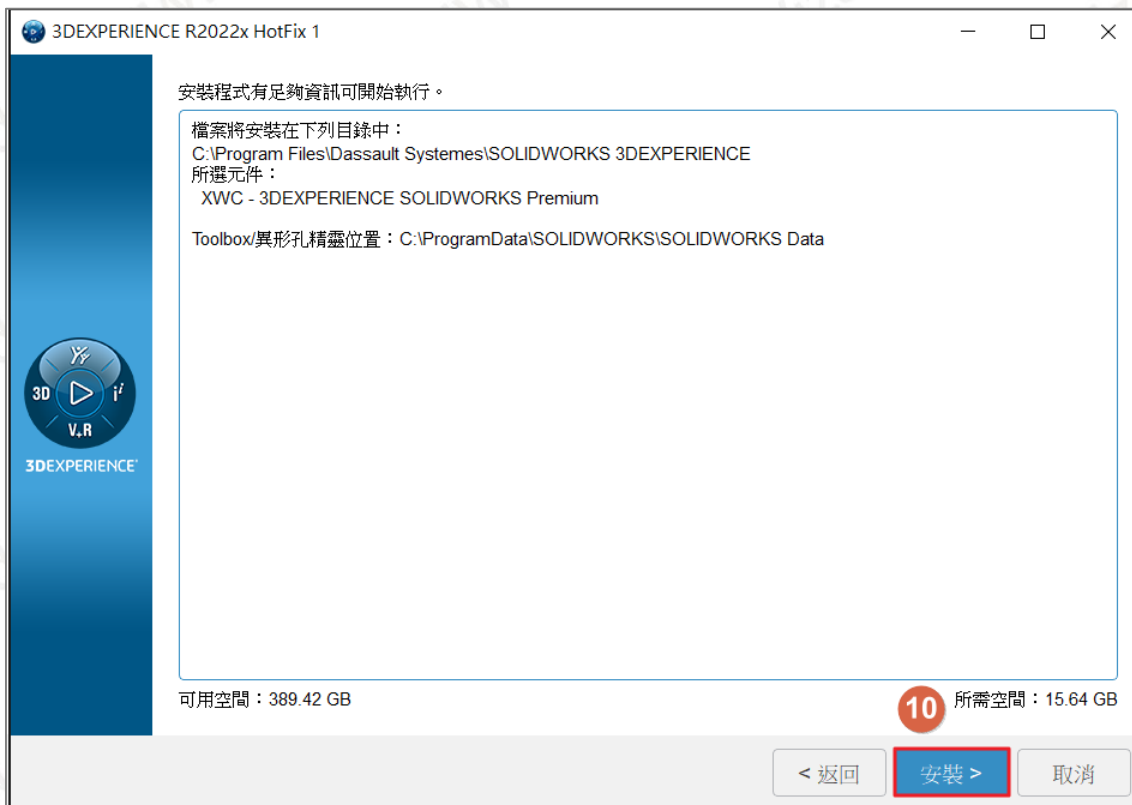 3DEXPERIENCE R2022x HotFix 1
安裝程式有足夠資訊可開始執行。
檔案將安裝在下列目錄中：
C:\Program Files\Dassault Systemes\SOLIDWORKS 3DEXPERIENCE
所選元件：
XWC - 3DEXPERIENCE SOLIDWORKS Premium
Toolbox/異形孔精靈位置：C:\ProgramData\SOLIDWORKS\SOLIDWORKS Data
3D
i
V+R
3DEXPERIENCE
可用空間：389.42 GB
10 所需空間：15.64 GB
< 返回 安裝 > 取消